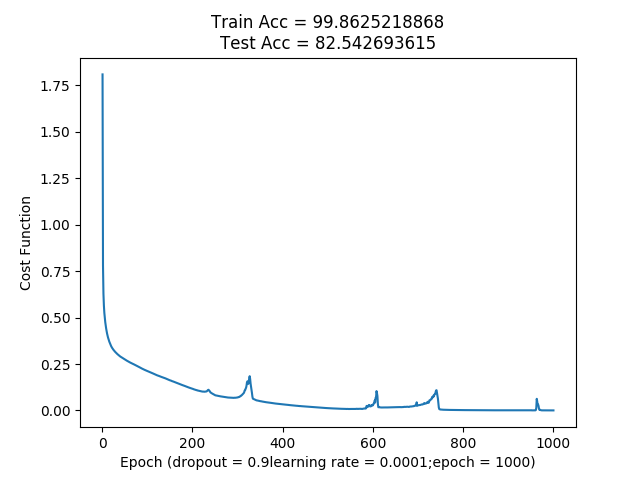 Train Acc = 99.8625218868
Test Acc = 82.542693615
1.75
1.50
1.25
1.00
0.75
0.50
0.25
0.00
Cost Function
0 200 400 600 800 1000
Epoch (dropout = 0.9learning rate = 0.0001;epoch = 1000)